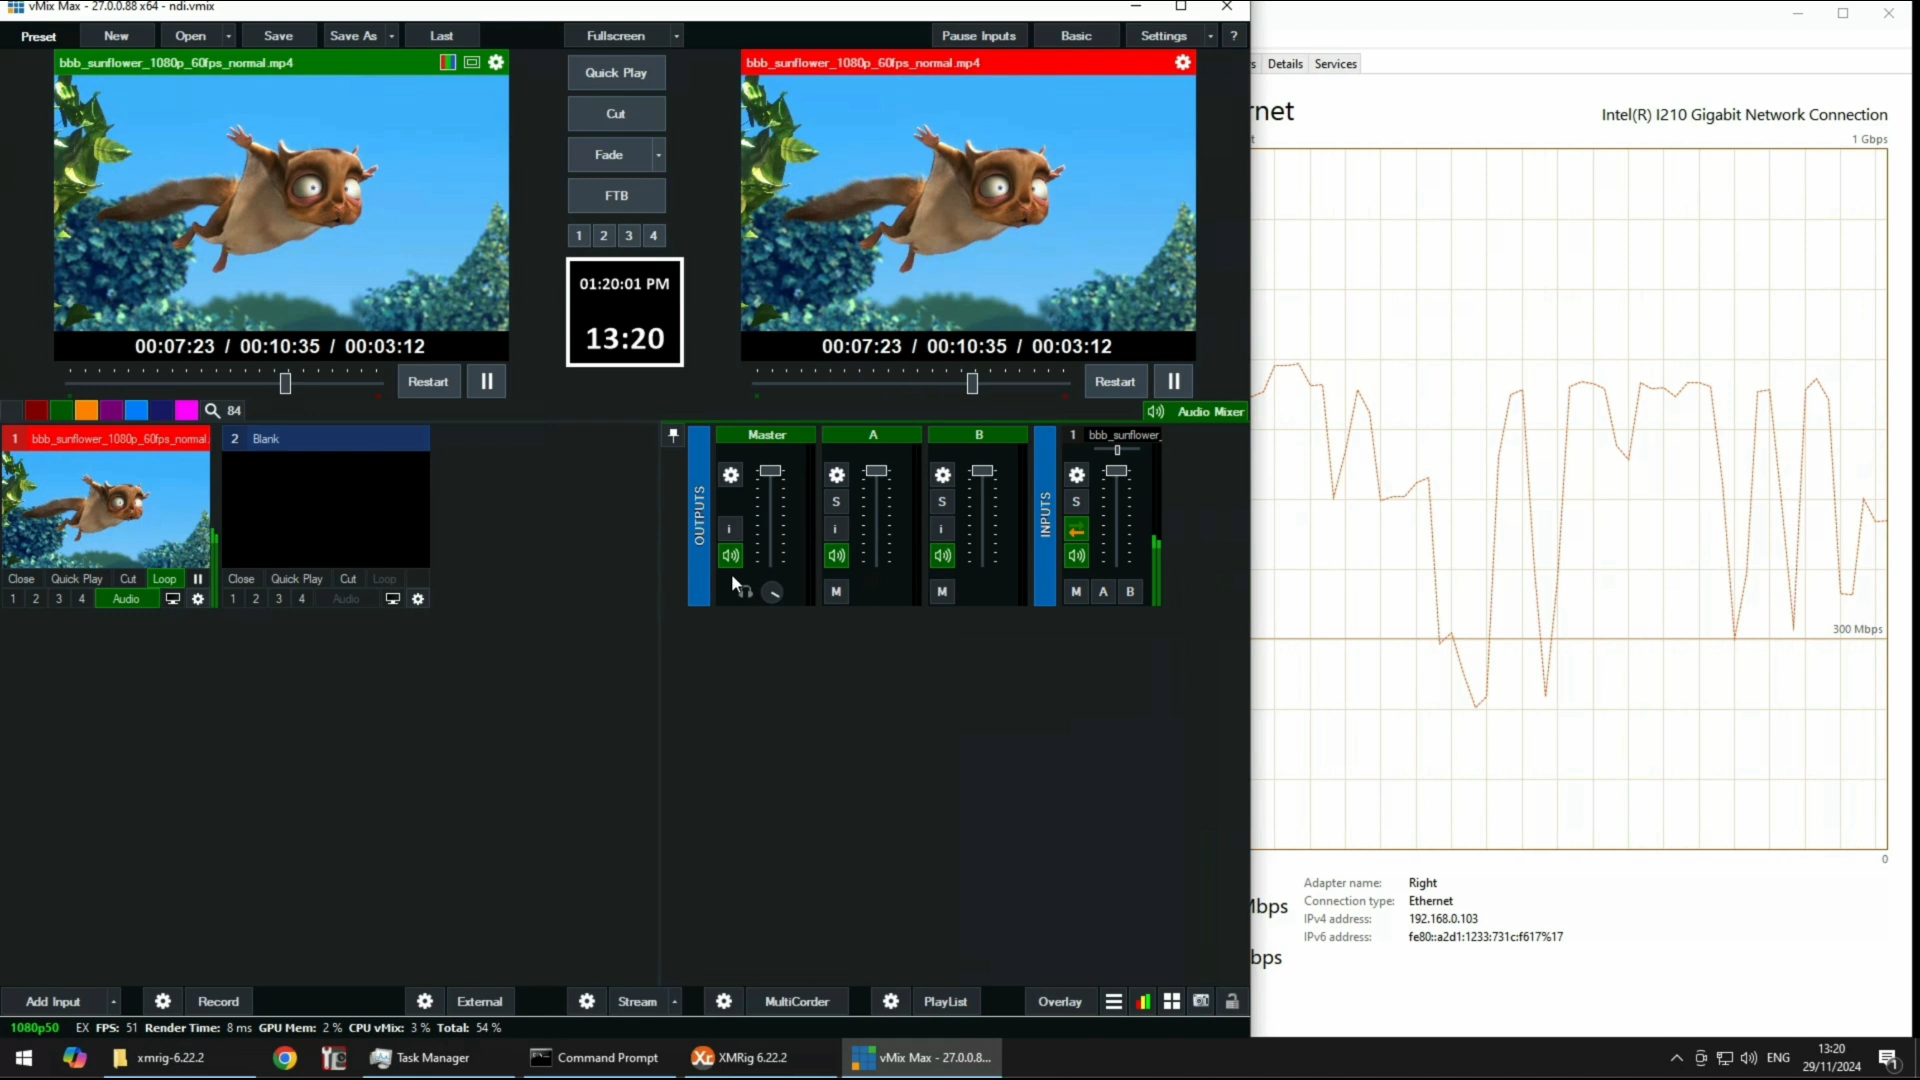 vMix Max - 27.0.0.88 x64 - ndi.vmix
Preset New Open Save Save As Last Fullscreen Pause Inputs Basic Settings ?
bbb_sunflower_1080p_60fps_normal.mp4
Quick Play
Cut
Fade
FTB
1 2 3 4
01:20:01 PM
13:20
bbb_sunflower_1080p_60fps_normal.mp4
00:07:23 / 00:10:35 / 00:03:12
Restart
00:07:23 / 00:10:35 / 00:03:12
Restart
84
Audio Mixer
1 bbb_sunflower_1080p_60fps_normal.
Close Quick Play Cut Loop
1 2 3 4 Audio
2 Blank
Close Quick Play Cut Loop
1 2 3 4 Audio
OUTPUTS
Master
i
A
S
i
M
B
S
i
M
INPUTS
1 bbb_sunflower_
S
M A B
Add Input Record External Stream MultiCorder PlayList Overlay
1080p50 EX FPS: 51 Render Time: 8 ms GPU Mem: 2 % CPU vMix: 3 % Total: 54 %
s Details Services
rnet
Intel(R) I210 Gigabit Network Connection
t
1 Gbps
300 Mbps
0
Mbps
bps
Adapter name: Right
Connection type: Ethernet
IPv4 address: 192.168.0.103
IPv6 address: fe80::a2d1:1233:731c:f617%17
xmrig-6.22.2 Task Manager Command Prompt XMRig 6.22.2 vMix Max - 27.0.0.8...
ENG
13:20
29/11/2024
1